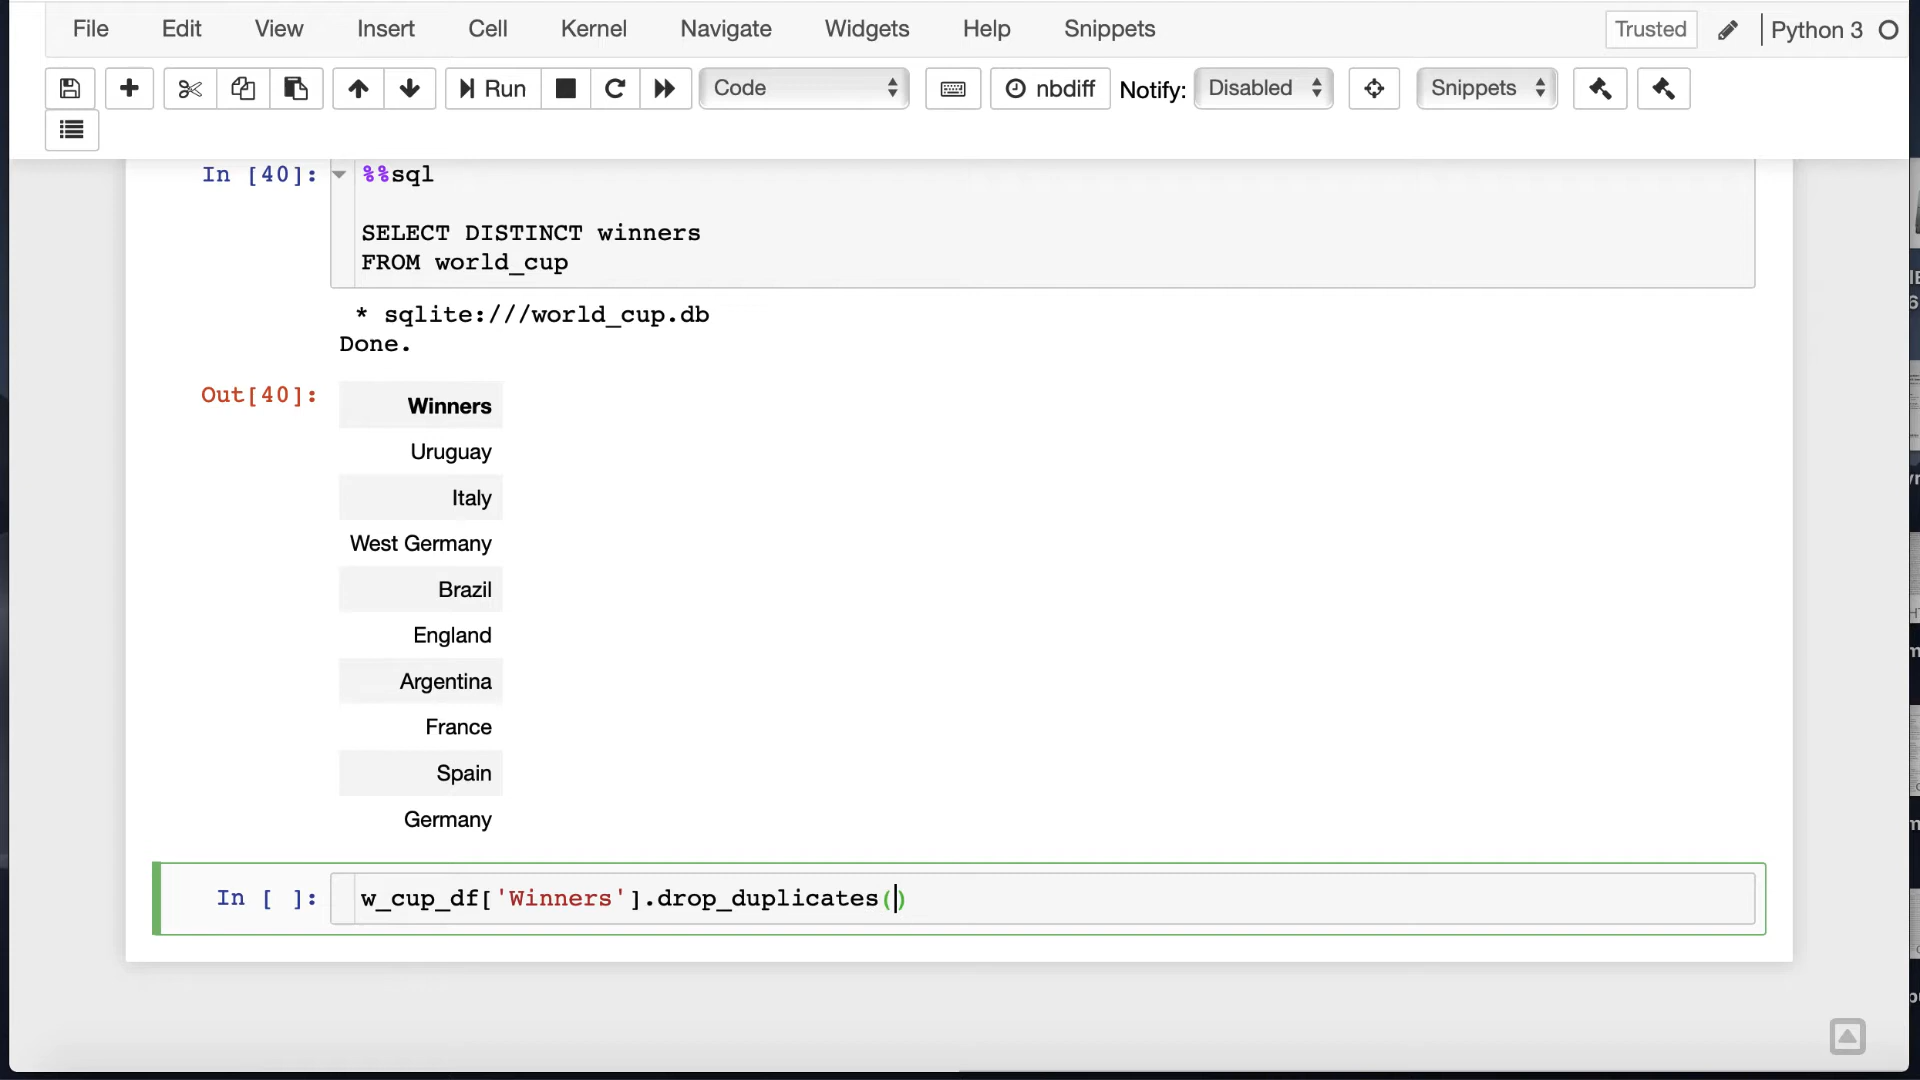 File Edit View Insert Cell Kernel Navigate Widgets Help Snippets Trusted Python 3
Run Code nbdiff Notify: Disabled Snippets
In [40]: %%sql
SELECT DISTINCT winners
FROM world_cup
* sqlite:///world_cup.db
Done.
Out[40]: Winners
Uruguay
Italy
West Germany
Brazil
England
Argentina
France
Spain
Germany
In [ ]: w_cup_df['Winners'].drop_duplicates()